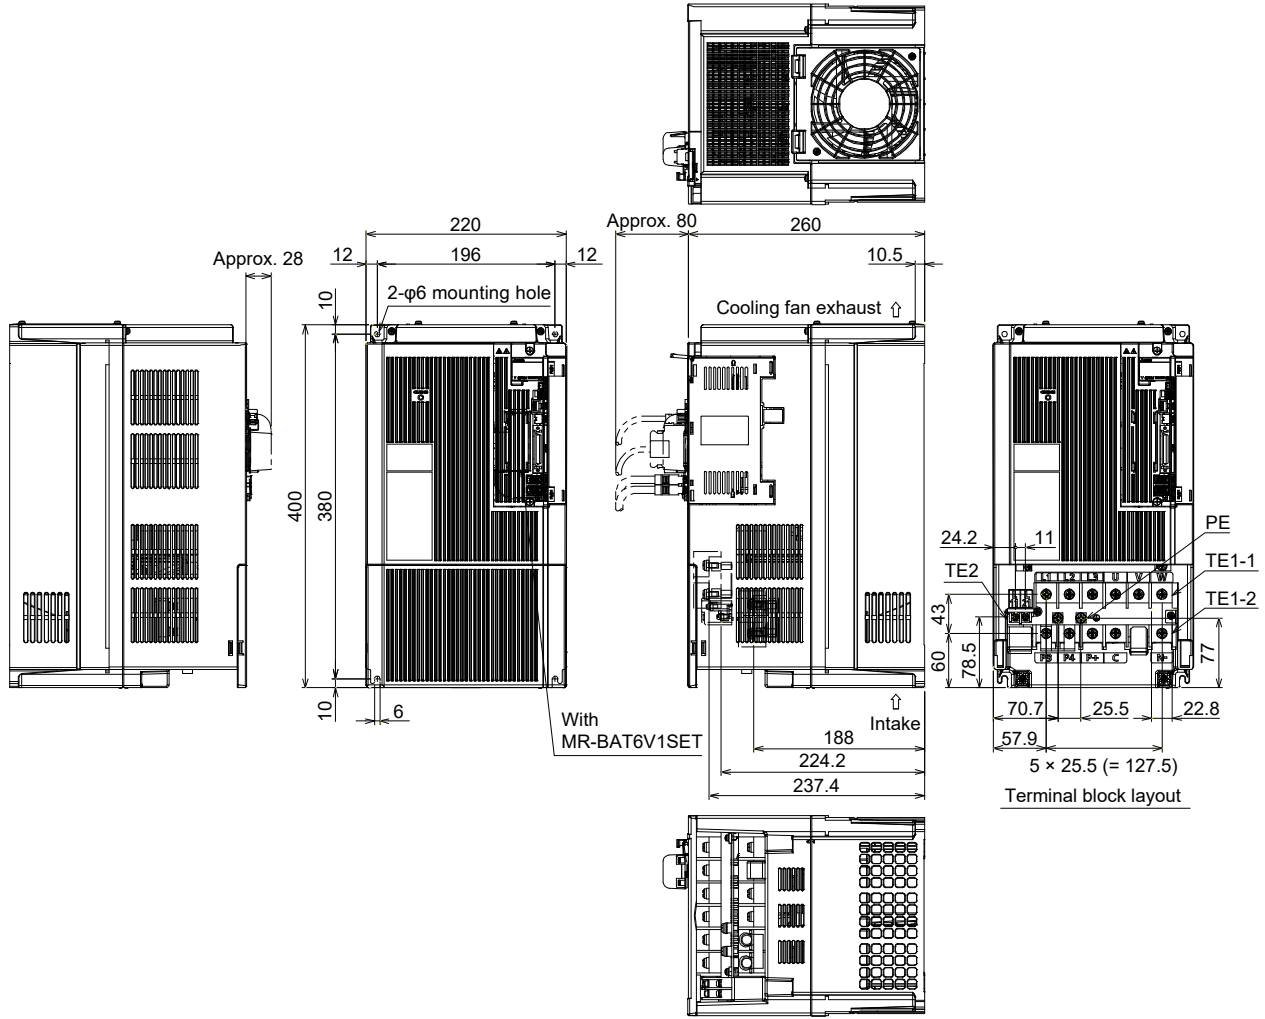 Approx. 80
260
220
Approx. 28
12
196
12
10.5
10
2-φ6 mounting hole
Cooling fan exhaust
400
380
24.2
11
PE
TE2
TE1-1
TE1-2
L1 L2 L3 U V W
43
60
78.5
77
P3 P4 P+ C N-
10
6
With
MR-BAT6V1SET
Intake
70.7
25.5
22.8
57.9
188
224.2
237.4
5 × 25.5 (= 127.5)
Terminal block layout